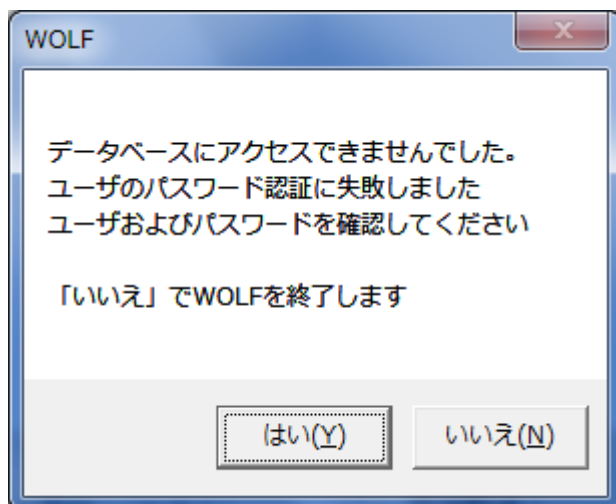 WOLF
データベースにアクセスできませんでした。
ユーザのパスワード認証に失敗しました
ユーザおよびパスワードを確認してください
「いいえ」でWOLFを終了します
はい(Y)
いいえ(N)